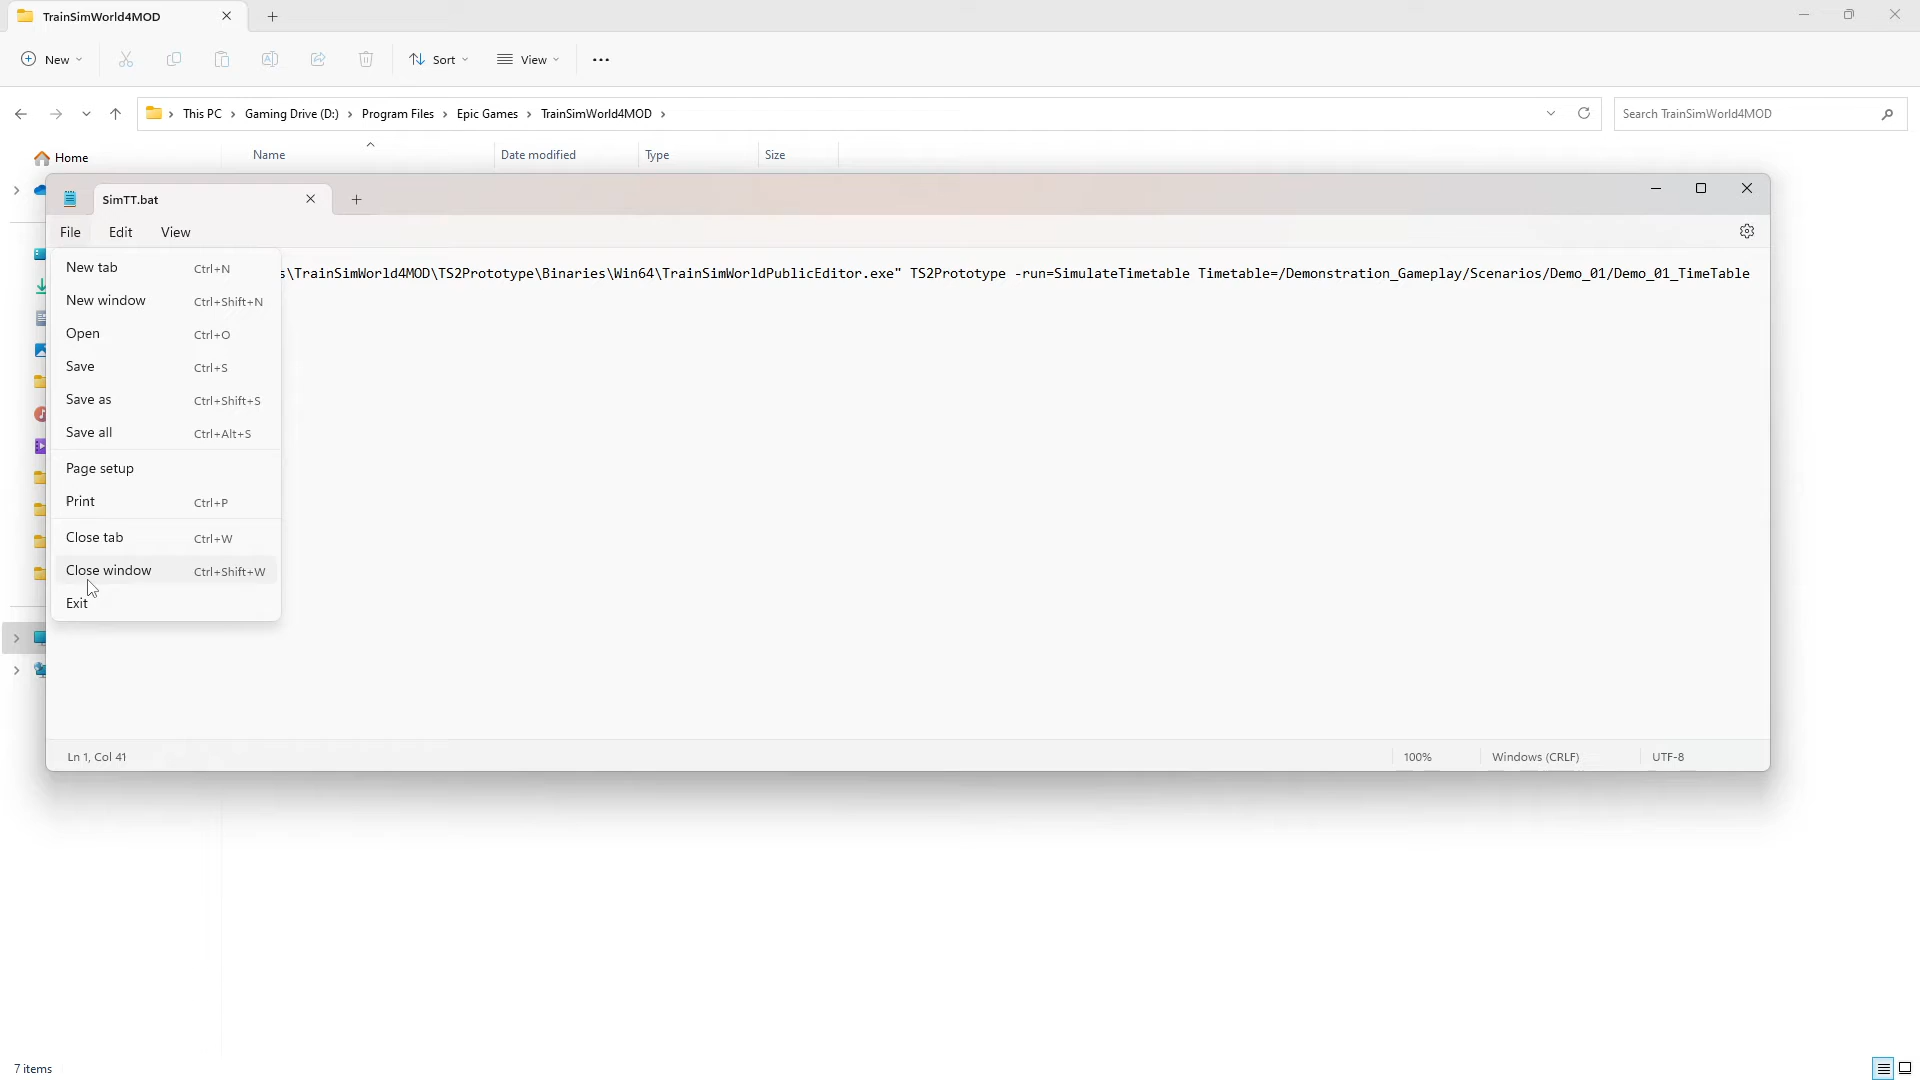 TrainSimWorld4MOD
New
Sort
View
This PC > Gaming Drive (D:) > Program Files > Epic Games > TrainSimWorld4MOD >
Search TrainSimWorld4MOD
Home
Name
Date modified
Type
Size
SimTT.bat
File
Edit
View
s\TrainSimWorld4MOD\TS2Prototype\Binaries\Win64\TrainSimWorldPublicEditor.exe" TS2Prototype -run=SimulateTimetable Timetable=/Demonstration_Gameplay/Scenarios/Demo_01/Demo_01_TimeTable
New tab Ctrl+N
New window Ctrl+Shift+N
Open Ctrl+O
Save Ctrl+S
Save as Ctrl+Shift+S
Save all Ctrl+Alt+S
Page setup
Print Ctrl+P
Close tab Ctrl+W
Close window Ctrl+Shift+W
Exit
Ln 1, Col 41
100%
Windows (CRLF)
UTF-8
7 items